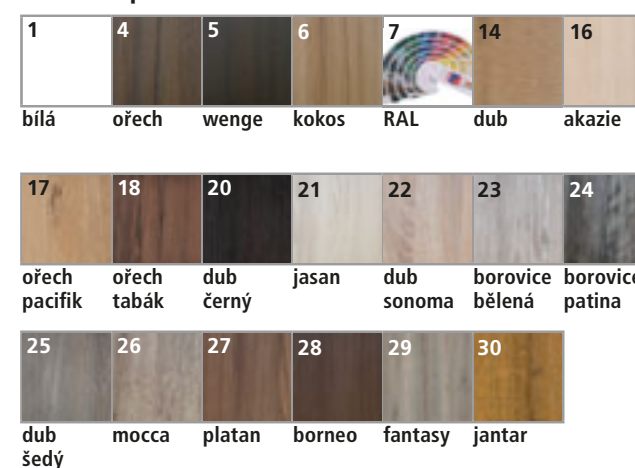 1 4 5 6 7 14 16
bílá ořech wenge kokos RAL dub akazie
17 18 20 21 22 23 24
ořech ořech dub jasan dub borovice borovice
pacifik tabák černý sonoma bělená patina
25 26 27 28 29 30
dub mocca platan borneo fantasy jantar
šedý